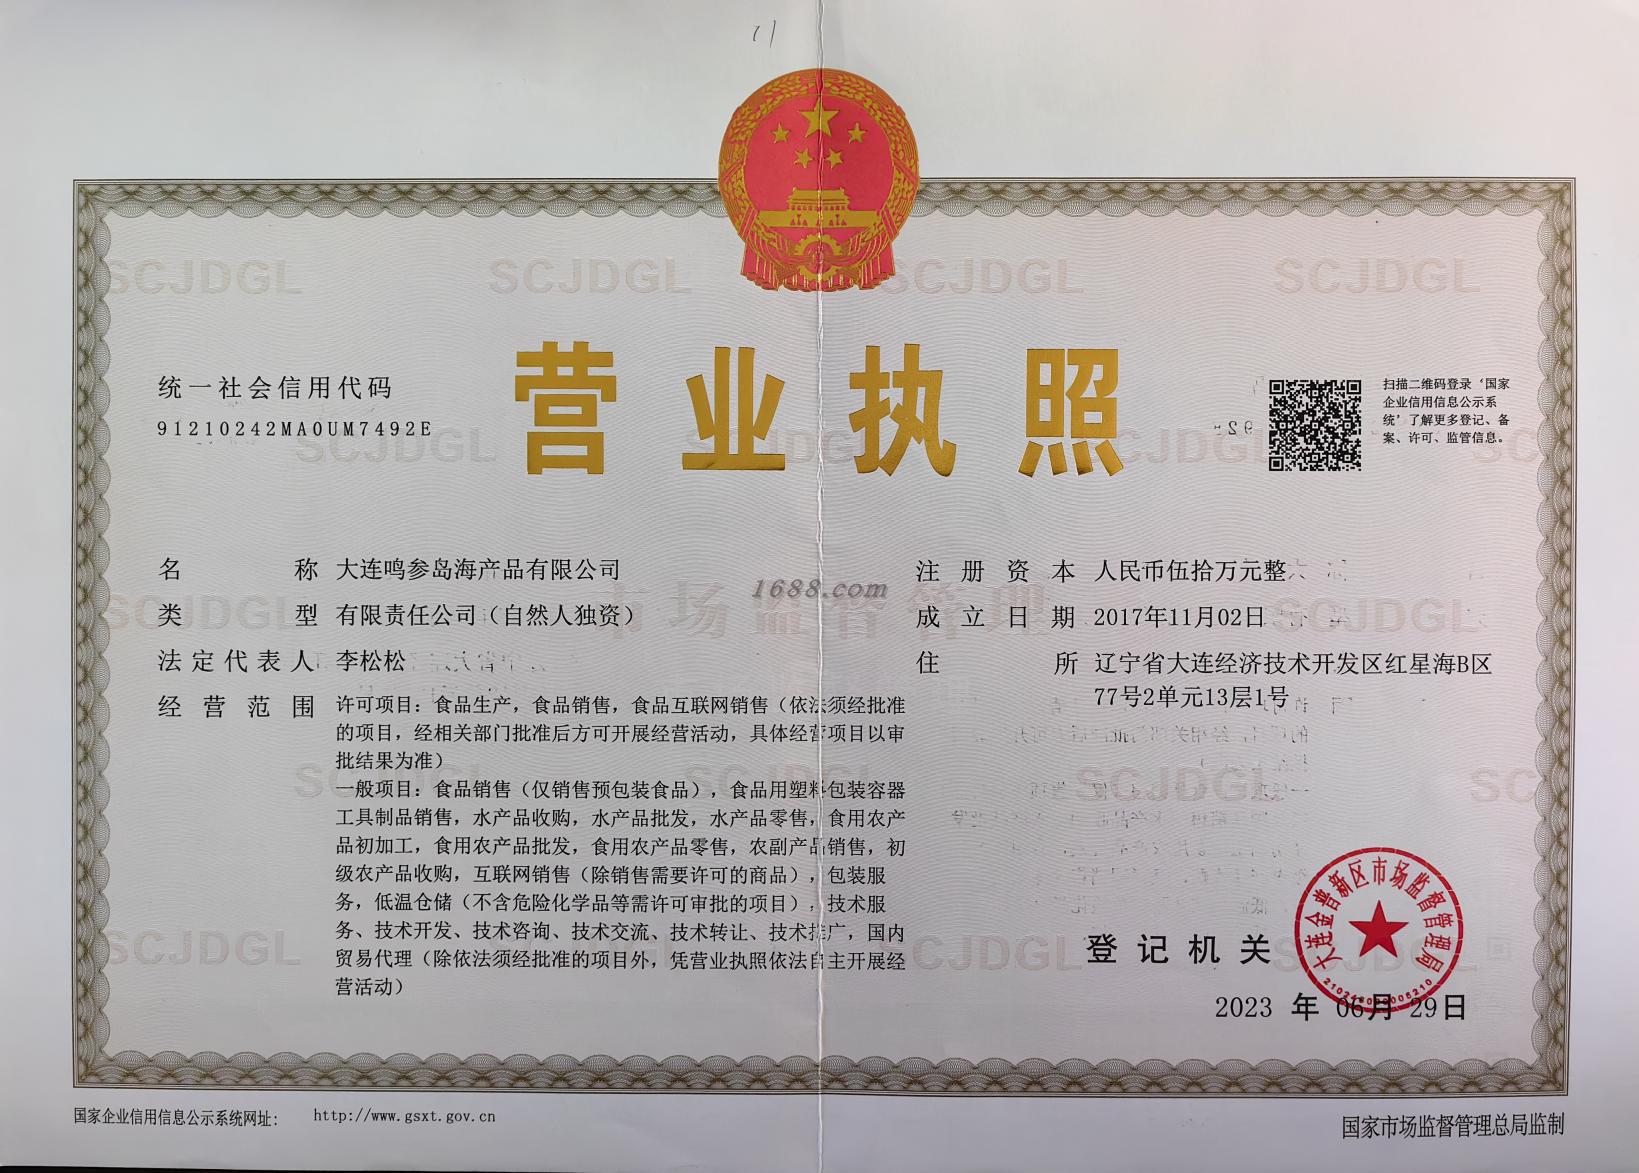 营业执照
统一社会信用代码
91210242MA0UM7492E
扫描二维码登录‘国家
企业信用信息公示系
统’了解更多登记、备
案、许可、监管信息。
名称 大连鸣参岛海产品有限公司
类型 有限责任公司（自然人独资）
法定代表人 李松松
经营范围 许可项目：食品生产，食品销售，食品互联网销售（依法须经批准
的项目，经相关部门批准后方可开展经营活动，具体经营项目以审
批结果为准）
一般项目：食品销售（仅销售预包装食品），食品用塑料包装容器
工具制品销售，水产品收购，水产品批发，水产品零售，食用农产
品初加工，食用农产品批发，食用农产品零售，农副产品销售，初
级农产品收购，互联网销售（除销售需要许可的商品），包装服
务，低温仓储（不含危险化学品等需许可审批的项目），技术服
务、技术开发、技术咨询、技术交流、技术转让、技术推广，国内
贸易代理（除依法须经批准的项目外，凭营业执照依法自主开展经
营活动）
注册资本 人民币伍拾万元整
成立日期 2017年11月02日
住所 辽宁省大连经济技术开发区红星海B区
77号2单元13层1号
1688.com
市场监督管理
SCJDGL
登记机关
大连金普新区市场监督管理局
2023 年 06月 29日
国家企业信用信息公示系统网址： http://www.gsxt.gov.cn
国家市场监督管理总局监制